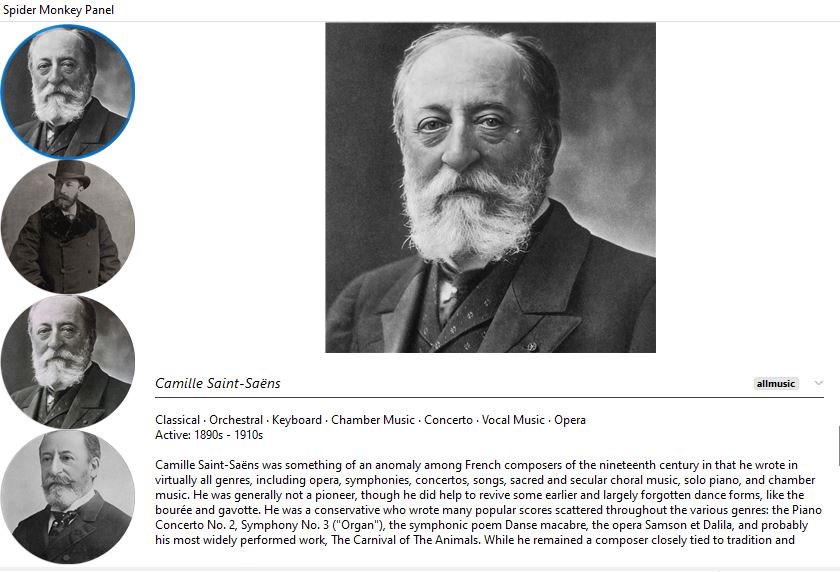 Spider Monkey Panel
Camille Saint-Saëns
allmusic
Classical · Orchestral · Keyboard · Chamber Music · Concerto · Vocal Music · Opera
Active: 1890s - 1910s
Camille Saint-Saëns was something of an anomaly among French composers of the nineteenth century in that he wrote in
virtually all genres, including opera, symphonies, concertos, songs, sacred and secular choral music, solo piano, and chamber
music. He was generally not a pioneer, though he did help to revive some earlier and largely forgotten dance forms, like the
bourée and gavotte. He was a conservative who wrote many popular scores scattered throughout the various genres: the Piano
Concerto No. 2, Symphony No. 3 ("Organ"), the symphonic poem Danse macabre, the opera Samson et Dalila, and probably
his most widely performed work, The Carnival of The Animals. While he remained a composer closely tied to tradition and